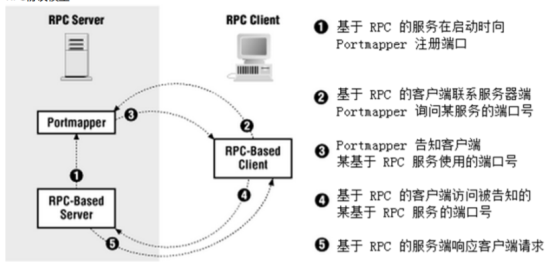 RPC Server
RPC Client
Portmapper
RPC-Based
Client
RPC-Based
Server
❶
❷
❸
❹
❺
❶ 基于 RPC 的服务在启动时向
Portmapper 注册端口
❷ 基于 RPC 的客户端联系服务器端
Portmapper 询问某服务的端口号
❸ Portmapper 告知客户端
某基于 RPC 服务使用的端口号
❹ 基于 RPC 的客户端访问被告知的
某基于 RPC 服务的端口号
❺ 基于 RPC 的服务端响应客户端请求